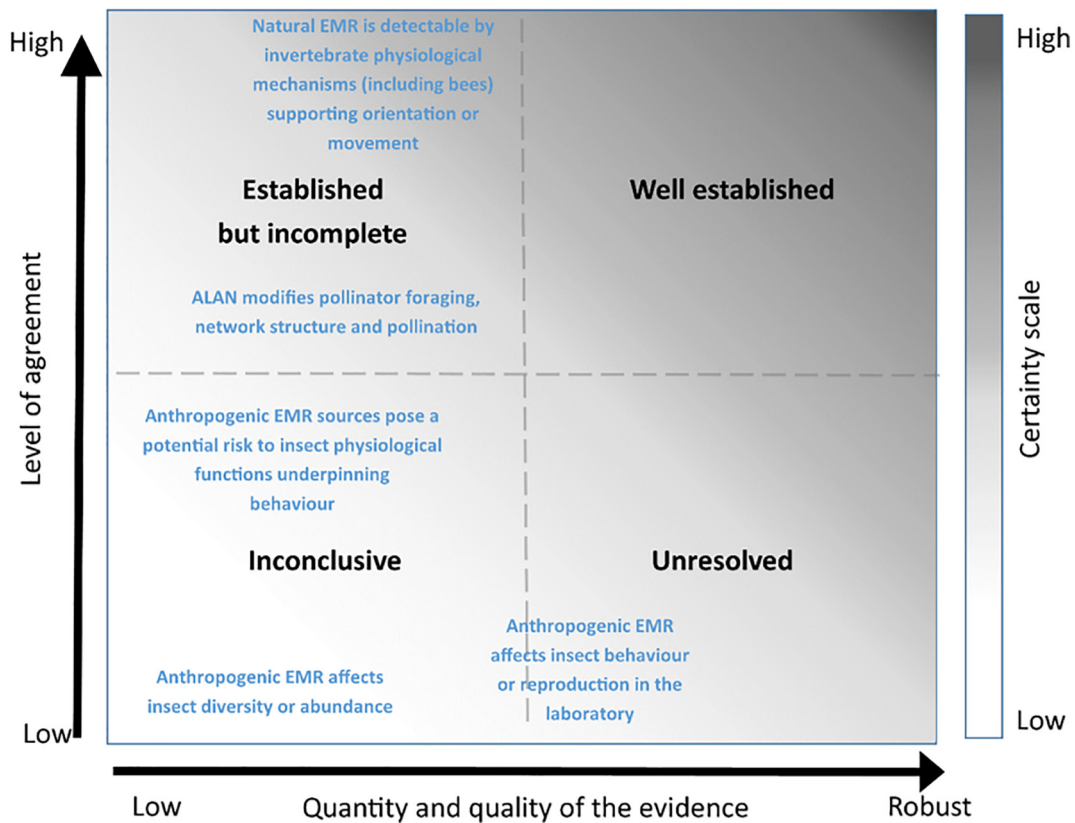 High
Natural EMR is detectable by
invertebrate physiological
mechanisms (including bees)
supporting orientation or
movement
Established
but incomplete
Well established
ALAN modifies pollinator foraging,
network structure and pollination
Level of agreement
Anthropogenic EMR sources pose a
potential risk to insect physiological
functions underpinning
behaviour
Inconclusive
Unresolved
Anthropogenic EMR affects
insect diversity or abundance
Anthropogenic EMR
affects insect behaviour
or reproduction in the
laboratory
Low
Low
Quantity and quality of the evidence
Robust
High
Certainty scale
Low